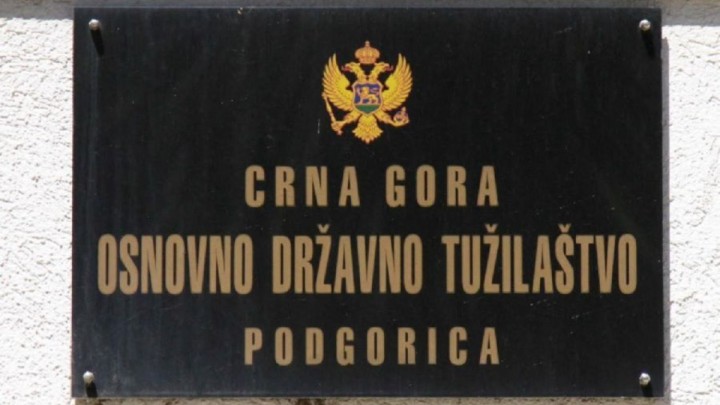 CRNA GORA
OSNOVNO DRŽAVNO TUŽILAŠTVO
PODGORICA